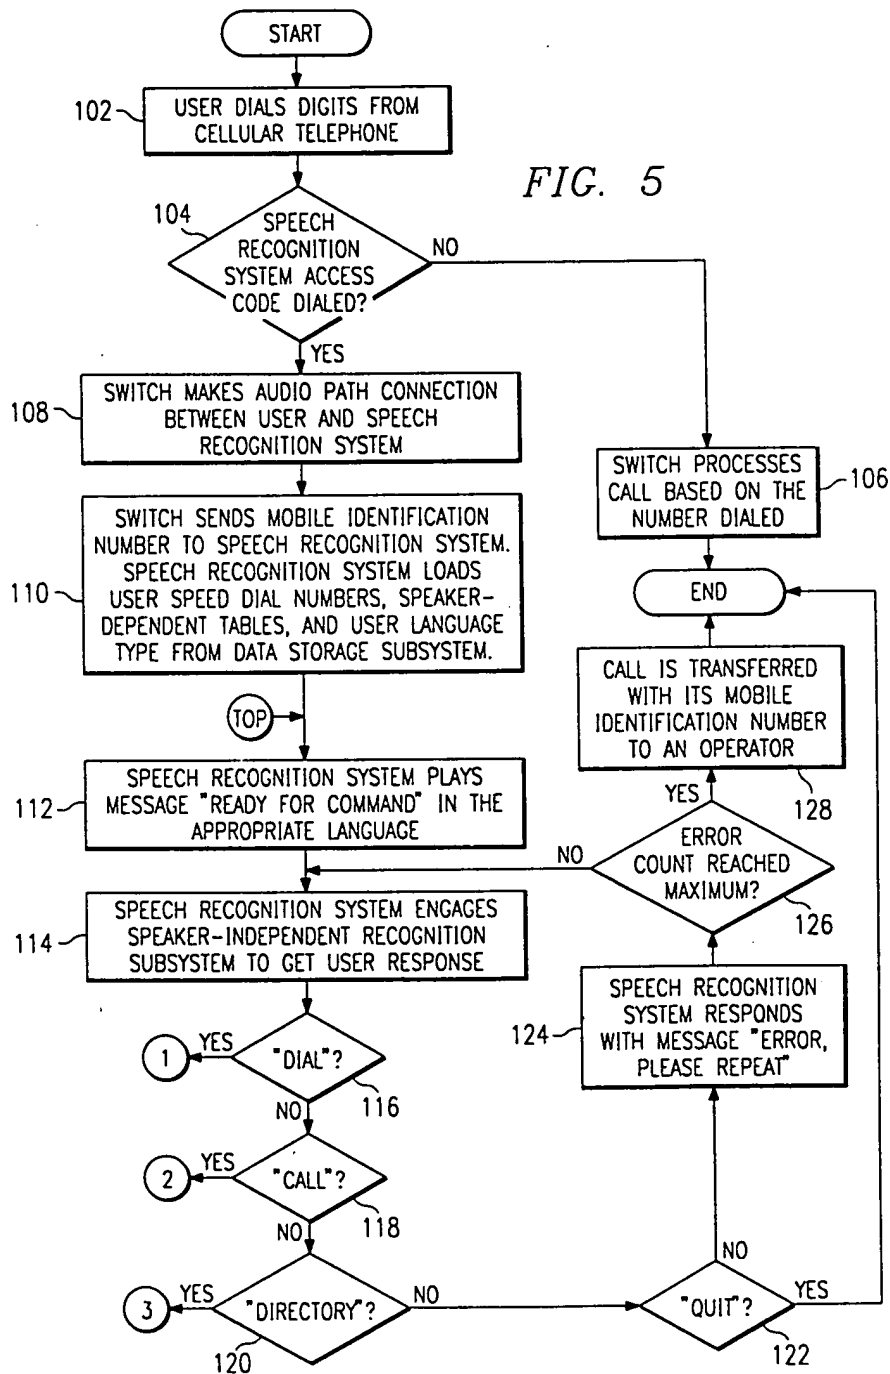 START
102
USER DIALS DIGITS FROM
CELLULAR TELEPHONE
FIG. 5
104
SPEECH
RECOGNITION
SYSTEM ACCESS
CODE DIALED?
NO
YES
108
SWITCH MAKES AUDIO PATH CONNECTION
BETWEEN USER AND SPEECH
RECOGNITION SYSTEM
SWITCH PROCESSES
CALL BASED ON THE
NUMBER DIALED
106
110
SWITCH SENDS MOBILE IDENTIFICATION
NUMBER TO SPEECH RECOGNITION SYSTEM.
SPEECH RECOGNITION SYSTEM LOADS
USER SPEED DIAL NUMBERS, SPEAKER-
DEPENDENT TABLES, AND USER LANGUAGE
TYPE FROM DATA STORAGE SUBSYSTEM.
END
TOP
CALL IS TRANSFERRED
WITH ITS MOBILE
IDENTIFICATION NUMBER
TO AN OPERATOR
128
YES
112
SPEECH RECOGNITION SYSTEM PLAYS
MESSAGE "READY FOR COMMAND" IN THE
APPROPRIATE LANGUAGE
NO
ERROR
COUNT REACHED
MAXIMUM?
126
114
SPEECH RECOGNITION SYSTEM ENGAGES
SPEAKER-INDEPENDENT RECOGNITION
SUBSYSTEM TO GET USER RESPONSE
124
SPEECH RECOGNITION
SYSTEM RESPONDS
WITH MESSAGE "ERROR,
PLEASE REPEAT"
1
YES
"DIAL"?
116
NO
2
YES
"CALL"?
118
NO
3
YES
"DIRECTORY"?
120
NO
NO
"QUIT"?
YES
122